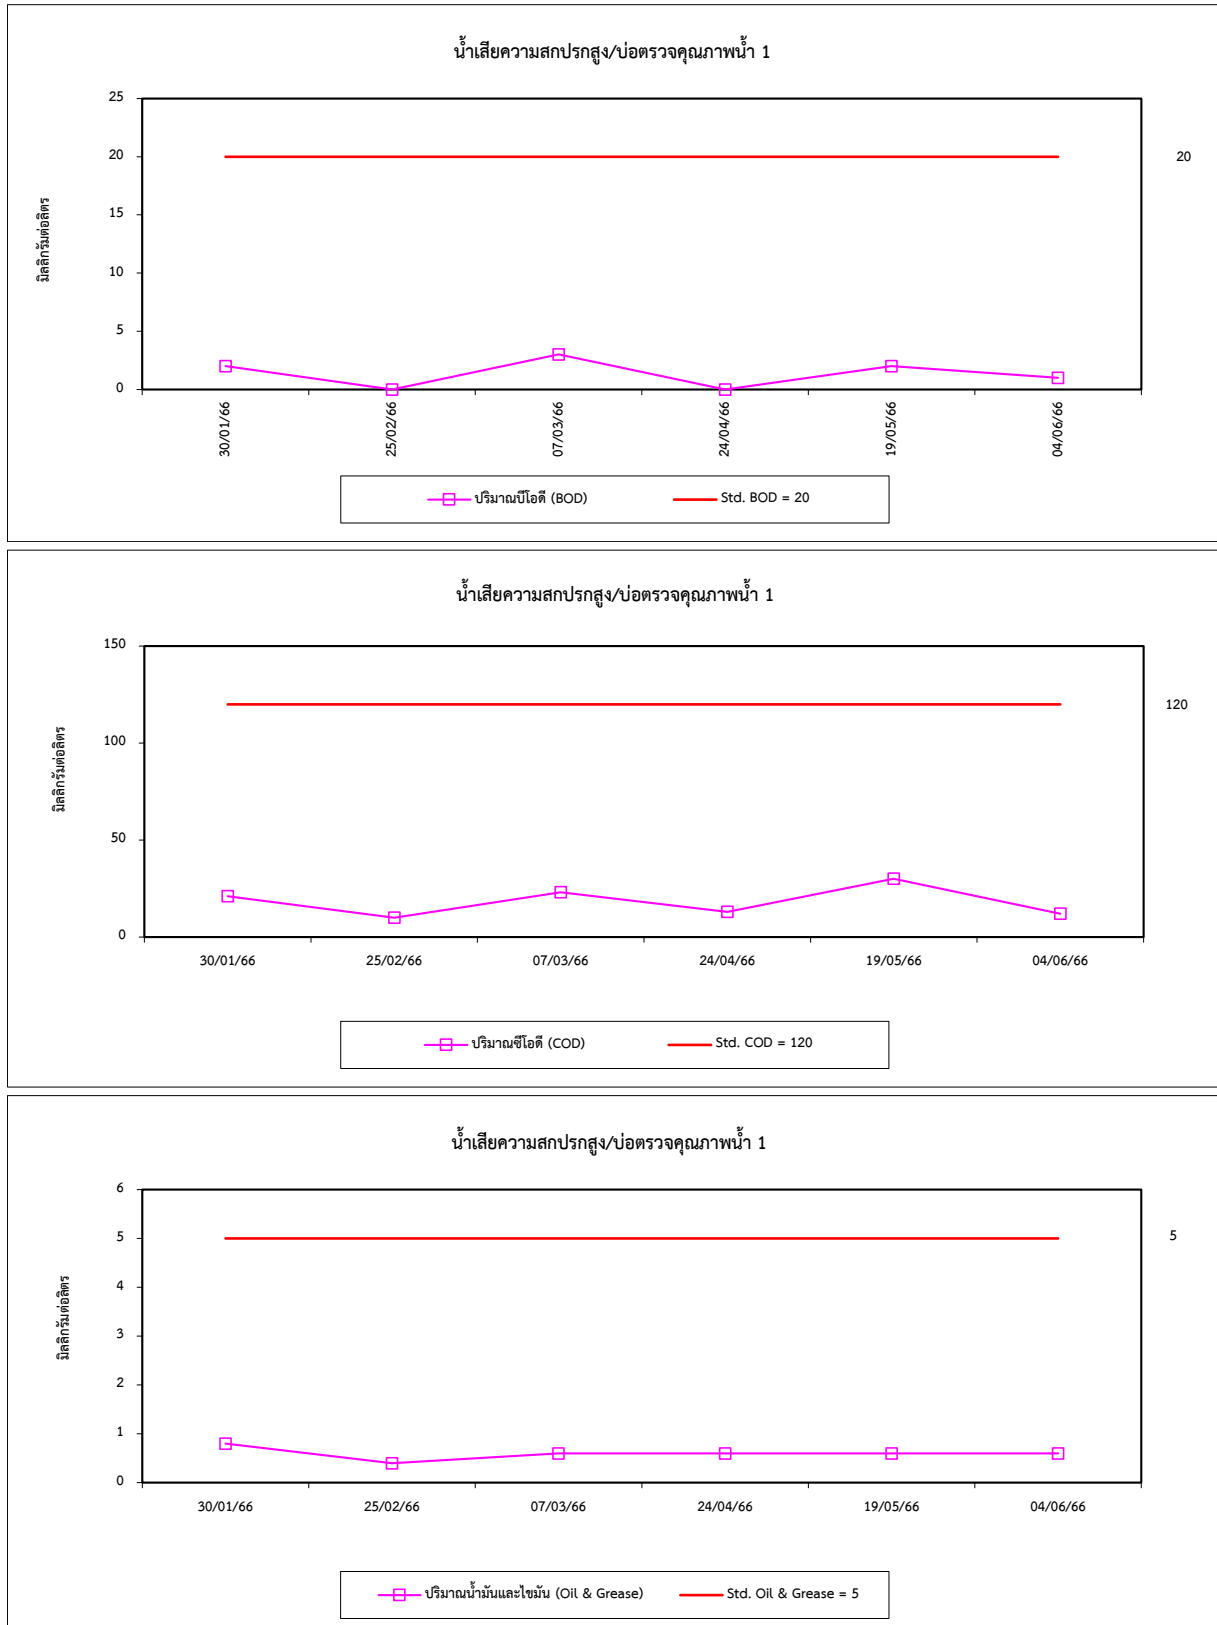 น้ำเสียความสกปรกสูง/บ่อตรวจคุณภาพน้ำ 1
มิลลิกรัมต่อลิตร
25
20
15
10
5
0
20
30/01/66 25/02/66 07/03/66 24/04/66 19/05/66 04/06/66
ปริมาณบีโอดี (BOD) Std. BOD = 20
น้ำเสียความสกปรกสูง/บ่อตรวจคุณภาพน้ำ 1
มิลลิกรัมต่อลิตร
150
100
50
0
120
30/01/66 25/02/66 07/03/66 24/04/66 19/05/66 04/06/66
ปริมาณซีโอดี (COD) Std. COD = 120
น้ำเสียความสกปรกสูง/บ่อตรวจคุณภาพน้ำ 1
มิลลิกรัมต่อลิตร
6
5
4
3
2
1
0
5
30/01/66 25/02/66 07/03/66 24/04/66 19/05/66 04/06/66
ปริมาณน้ำมันและไขมัน (Oil & Grease) Std. Oil & Grease = 5